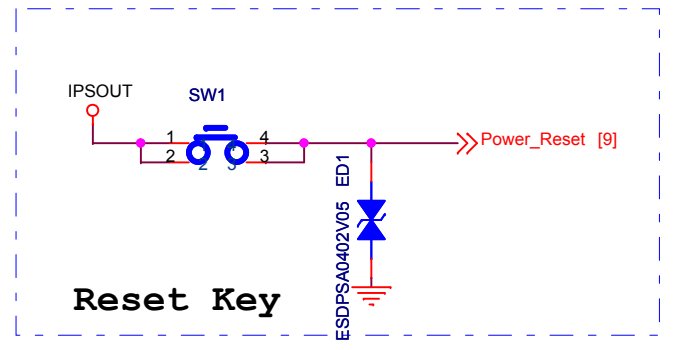 IPSOUT
SW1
1
4
2
3
2
3
Power_Reset [9]
ESDPSA0402V05 ED1
Reset Key